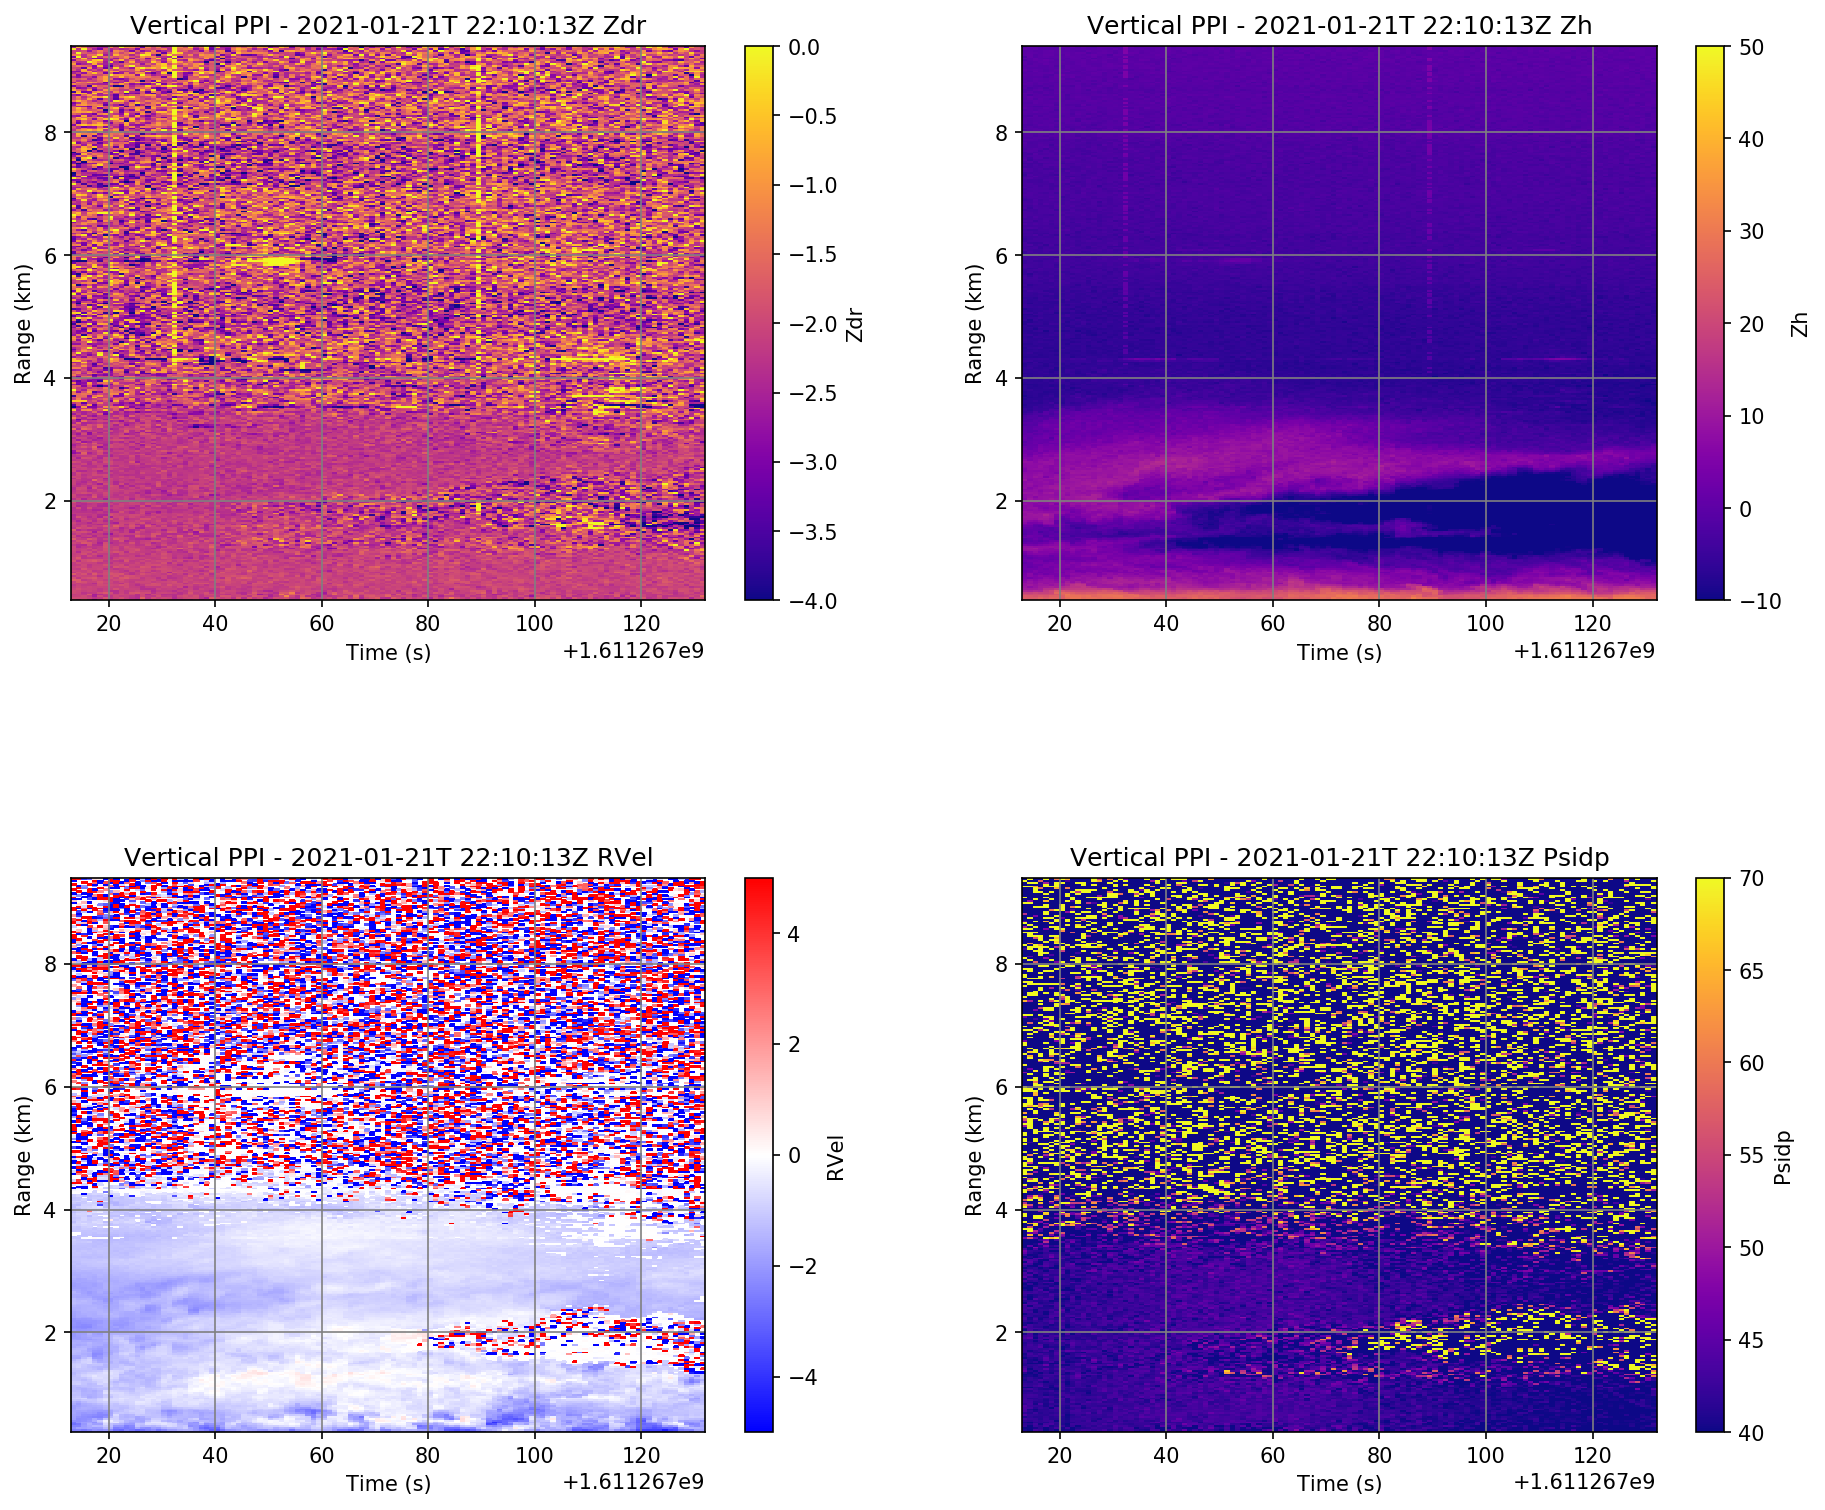 Vertical PPI - 2021-01-21T 22:10:13Z Zdr
Range (km)
8
6
4
2
20 40 60 80 100 120
Time (s)
+1.611267e9
0.0
−0.5
−1.0
−1.5
−2.0
−2.5
−3.0
−3.5
−4.0
Zdr
Vertical PPI - 2021-01-21T 22:10:13Z Zh
Range (km)
8
6
4
2
20 40 60 80 100 120
Time (s)
+1.611267e9
50
40
30
20
10
0
−10
Zh
Vertical PPI - 2021-01-21T 22:10:13Z RVel
Range (km)
8
6
4
2
20 40 60 80 100 120
Time (s)
+1.611267e9
4
2
0
−2
−4
RVel
Vertical PPI - 2021-01-21T 22:10:13Z Psidp
Range (km)
8
6
4
2
20 40 60 80 100 120
Time (s)
+1.611267e9
70
65
60
55
50
45
40
Psidp